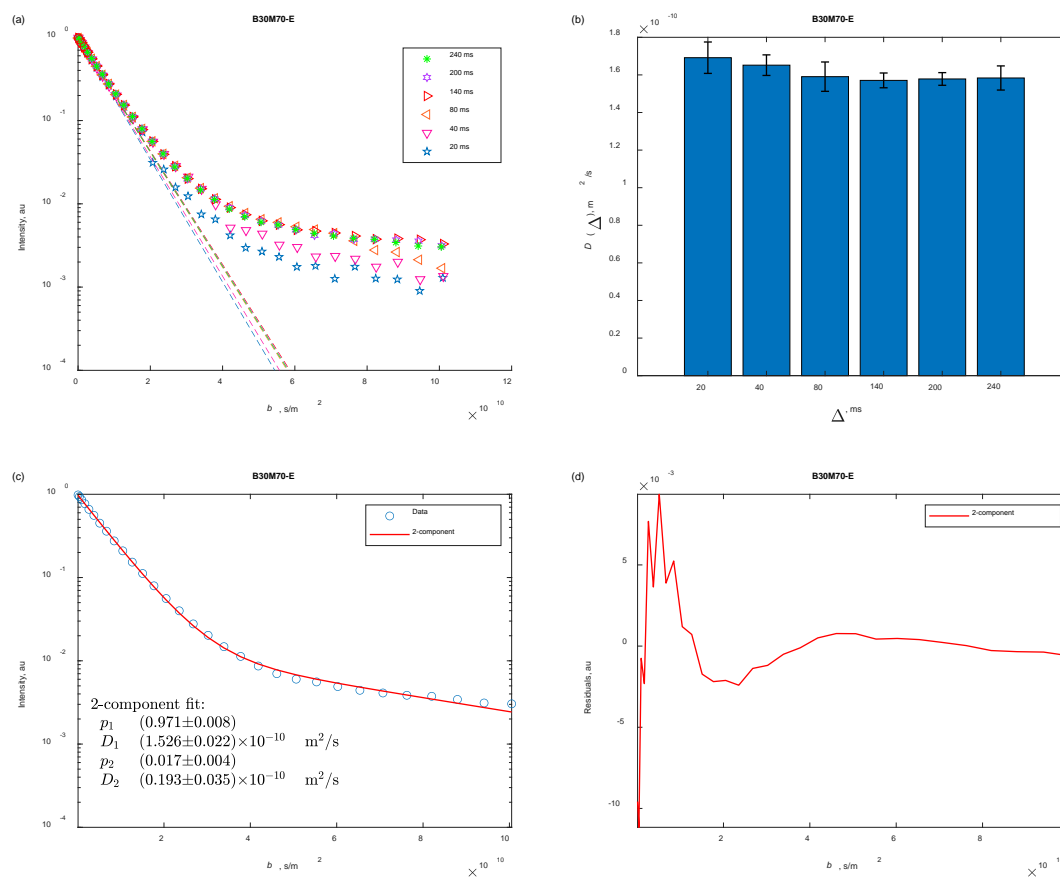 (a)
B30M70-E
10 0
10 -1
10 -2
10 -3
10 -4
Intensity, au
240 ms
200 ms
140 ms
80 ms
40 ms
20 ms
0 2 4 6 8 10 12
b , s/m 2
× 10 10
(b)
B30M70-E
× 10 -10
1.8
1.6
1.4
1.2
1
0.8
0.6
0.4
0.2
0
D ( Δ ), m 2 /s
20 40 80 140 200 240
Δ, ms
(c)
B30M70-E
10 0
10 -1
10 -2
10 -3
10 -4
Intensity, au
Data
2-component
2-component fit:
p1 (0.971±0.008)
D1 (1.526±0.022)×10−10 m2/s
p2 (0.017±0.004)
D2 (0.193±0.035)×10−10 m2/s
2 4 6 8 10
b , s/m 2
× 10 10
(d)
B30M70-E
× 10 -3
5
0
-5
-10
Residuals, au
2-component
2 4 6 8 10
b , s/m 2
× 10 10